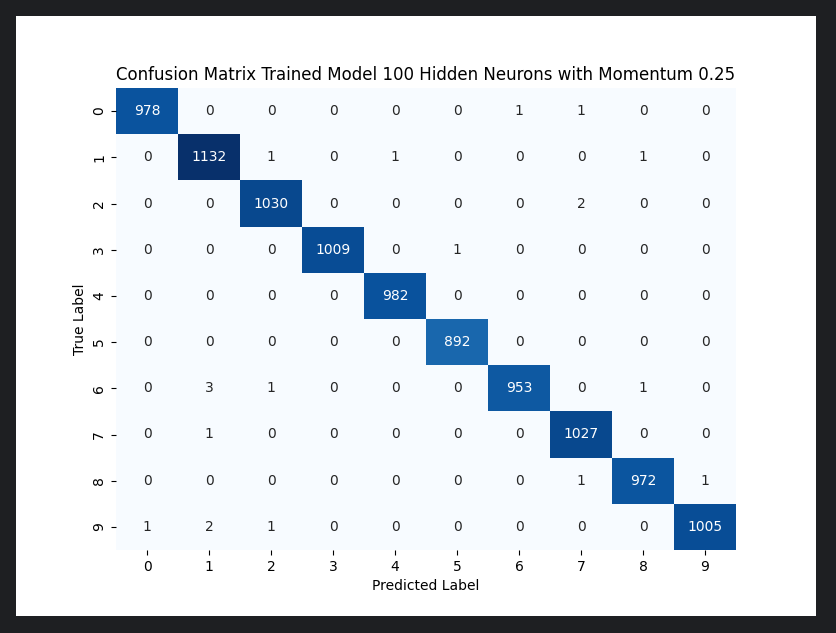 Confusion Matrix Trained Model 100 Hidden Neurons with Momentum 0.25
True Label
0 978 0 0 0 0 0 1 1 0 0
1 0 1132 1 0 1 0 0 0 1 0
2 0 0 1030 0 0 0 0 2 0 0
3 0 0 0 1009 0 1 0 0 0 0
4 0 0 0 0 982 0 0 0 0 0
5 0 0 0 0 0 892 0 0 0 0
6 0 3 1 0 0 0 953 0 1 0
7 0 1 0 0 0 0 0 1027 0 0
8 0 0 0 0 0 0 0 1 972 1
9 1 2 1 0 0 0 0 0 0 1005
0 1 2 3 4 5 6 7 8 9
Predicted Label